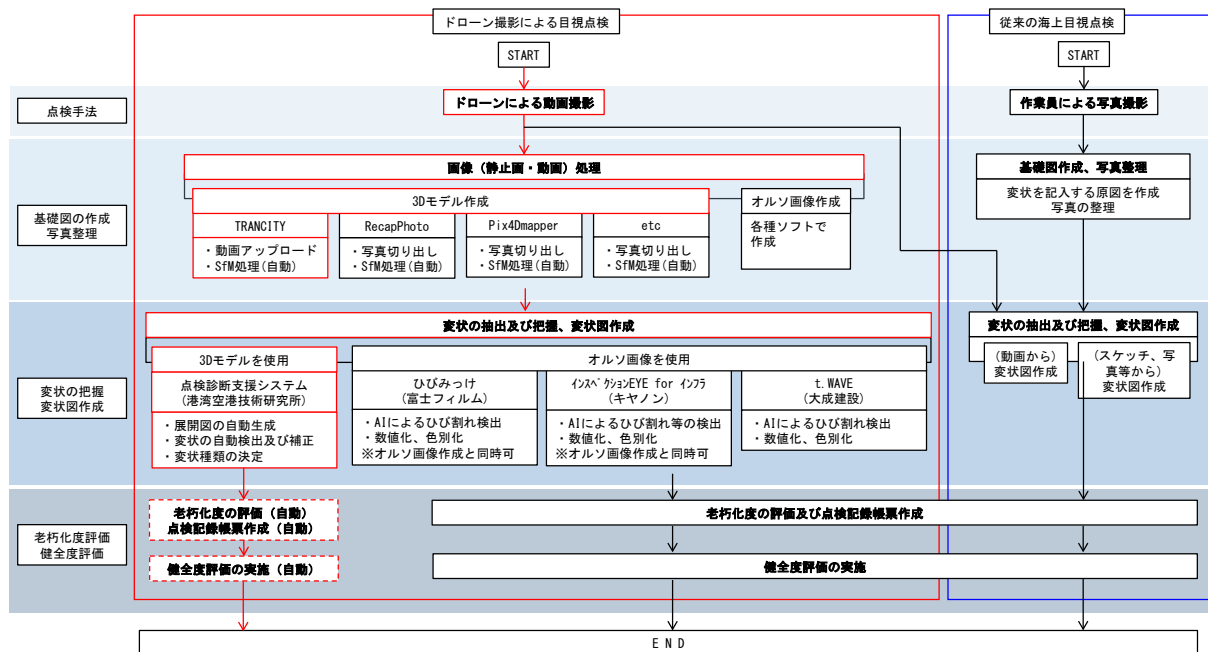 ドローン撮影による目視点検
従来の海上目視点検
START
START
点検手法
ドローンによる動画撮影
作業員による写真撮影
基礎図の作成
写真整理
画像（静止画・動画）処理
3Dモデル作成
オルソ画像作成
各種ソフトで
作成
TRANCITY
・動画アップロード
・SfM処理(自動)
RecapPhoto
・写真切り出し
・SfM処理(自動)
Pix4Dmapper
・写真切り出し
・SfM処理(自動)
etc
・写真切り出し
・SfM処理(自動)
基礎図作成、写真整理
変状を記入する原図を作成
写真の整理
変状の把握
変状図作成
変状の抽出及び把握、変状図作成
3Dモデルを使用
点検診断支援システム
(港湾空港技術研究所)
・展開図の自動生成
・変状の自動検出及び補正
・変状種類の決定
オルソ画像を使用
ひびみっけ
(富士フィルム)
・AIによるひび割れ検出
・数値化、色別化
※オルソ画像作成と同時可
ｲﾝｽﾍﾟｸｼｮﾝEYE for インフラ
(キヤノン)
・AIによるひび割れ等の検出
・数値化、色別化
※オルソ画像作成と同時可
t.WAVE
(大成建設)
・AIによるひび割れ検出
・数値化、色別化
変状の抽出及び把握、変状図作成
(動画から)
変状図作成
(スケッチ、写
真等から)
変状図作成
老朽化度評価
健全度評価
老朽化度の評価（自動）
点検記録帳票作成（自動）
老朽化度の評価及び点検記録帳票作成
健全度評価の実施（自動）
健全度評価の実施
ＥＮＤ